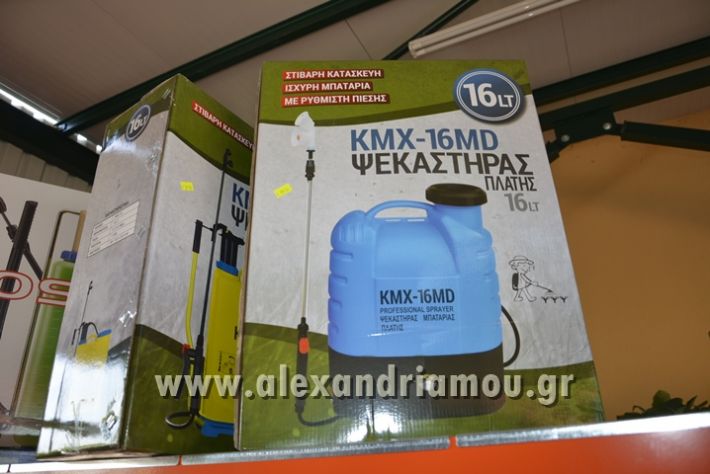 ΣΤΙΒΑΡΗ ΚΑΤΑΣΚΕΥΗ
ΙΣΧΥΡΗ ΜΠΑΤΑΡΙΑ
ΜΕ ΡΥΘΜΙΣΤΗ ΠΙΕΣΗΣ
16LT
KMX-16MD
ΨΕΚΑΣΤΗΡΑΣ
ΠΛΑΤΗΣ
16LT
KMX-16MD
PROFESSIONAL SPRAYER
ΨΕΚΑΣΤΗΡΑΣ ΜΠΑΤΑΡΙΑΣ
ΠΛΑΤΗΣ
16LT
ΣΤΙΒΑΡΗ ΚΑΤΑΣΚΕΥ
ΨΕΚΑ
www.alexandriamou.gr